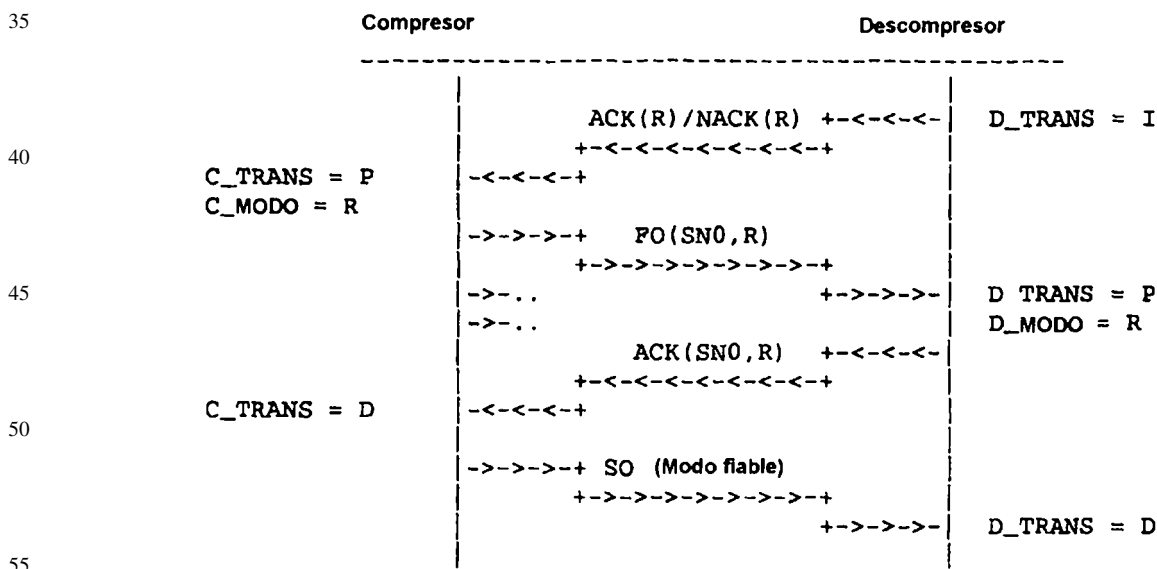 35 Compresor Descompresor
-----------------------------------------------------
ACK(R)/NACK(R) +-<-<-<-| D_TRANS = I
40 +-<-<-<-<-<-<-<-+
C_TRANS = P |-<-<-<-+
C_MODO = R
|->->->-+ FO(SN0,R)
+->->->->->->->-+
45 |->-.. +->->->-| D TRANS = P
|->-.. D_MODO = R
ACK(SN0,R) +-<-<-<-|
+-<-<-<-<-<-<-<-+
C_TRANS = D |-<-<-<-+
50
|->->->-+ SO (Modo fiable)
+->->->->->->->-+
+->->->-| D_TRANS = D
55